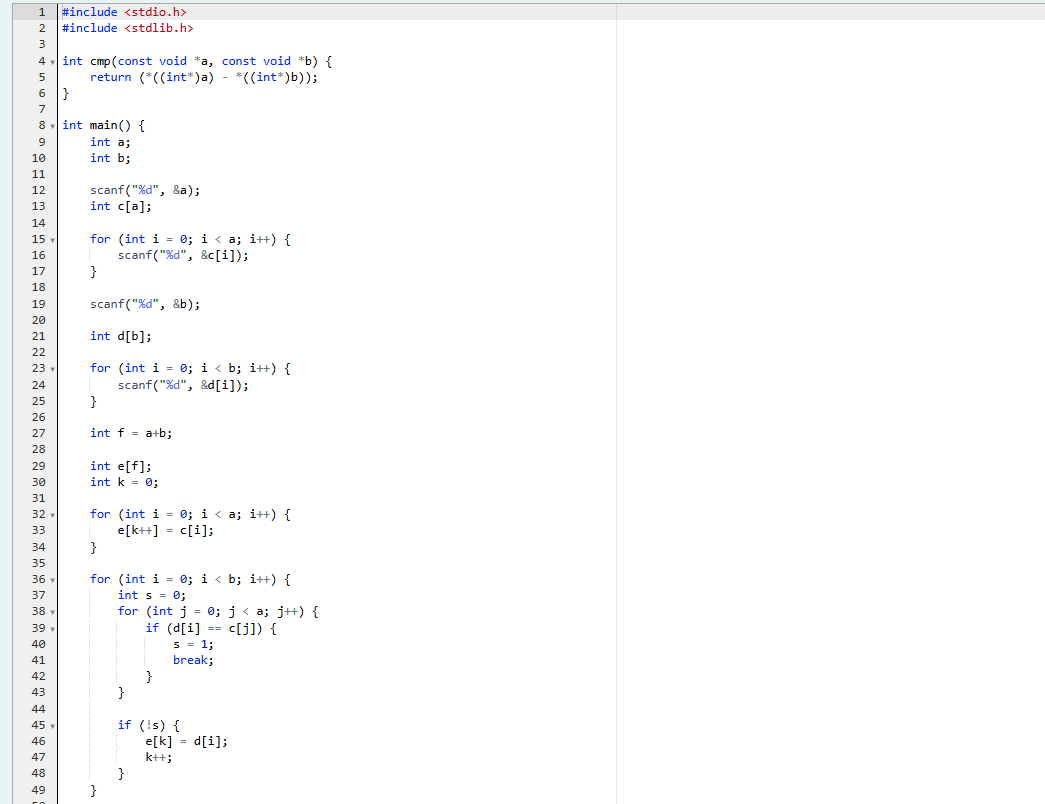 1 #include <stdio.h>
2 #include <stdlib.h>
3
4 int cmp(const void *a, const void *b) {
5     return (*((int*)a) - *((int*)b));
6 }
7
8 int main() {
9     int a;
10     int b;
11
12     scanf("%d", &a);
13     int c[a];
14
15     for (int i = 0; i < a; i++) {
16         scanf("%d", &c[i]);
17     }
18
19     scanf("%d", &b);
20
21     int d[b];
22
23     for (int i = 0; i < b; i++) {
24         scanf("%d", &d[i]);
25     }
26
27     int f = a+b;
28
29     int e[f];
30     int k = 0;
31
32     for (int i = 0; i < a; i++) {
33         e[k++] = c[i];
34     }
35
36     for (int i = 0; i < b; i++) {
37         int s = 0;
38         for (int j = 0; j < a; j++) {
39             if (d[i] == c[j]) {
40                 s = 1;
41                 break;
42             }
43         }
44
45         if (!s) {
46             e[k] = d[i];
47             k++;
48         }
49     }